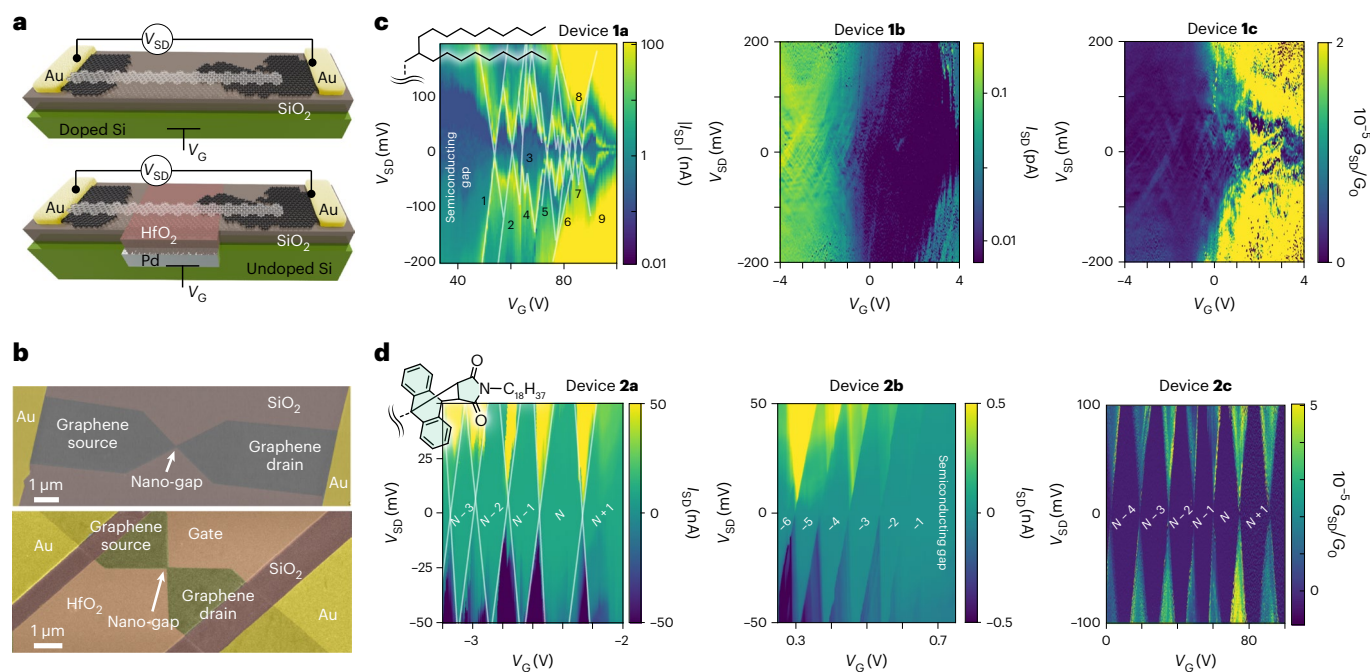 a
V_SD
Au
Au
SiO₂
Doped Si
V_G
V_SD
Au
Au
HfO₂
SiO₂
Pd
Undoped Si
V_G
b
Au
SiO₂
Graphene
source
Graphene
drain
Nano-gap
1 μm
Au
Graphene
source
Gate
Au
SiO₂
HfO₂
Nano-gap
Graphene
drain
Au
1 μm
c
Device 1a
200
100
0
−100
−200
V_SD (mV)
Semiconducting
gap
1
2
3
4
5
6
7
8
9
40
80
V_G (V)
100
1
0.01
|I_SD| (nA)
Device 1b
200
0
−200
V_SD (mV)
−4
0
4
V_G (V)
0.1
0.01
I_SD (pA)
Device 1c
200
0
−200
V_SD (mV)
−4
0
4
V_G (V)
2
0
10⁻⁵ G_SD/G₀
d
O
N
C₁₈H₃₇
O
Device 2a
50
25
0
−25
−50
V_SD (mV)
N − 3
N − 2
N − 1
N
N + 1
−3
−2
V_G (V)
50
0
−50
I_SD (nA)
Device 2b
50
0
−50
V_SD (mV)
−6
−5
−4
−3
−2
−1
Semiconducting gap
0.3
0.7
V_G (V)
0.5
0
−0.5
I_SD (nA)
Device 2c
100
0
−100
V_SD (mV)
N − 4
N − 3
N − 2
N − 1
N
N + 1
0
80
V_G (V)
5
0
10⁻⁵ G_SD/G₀